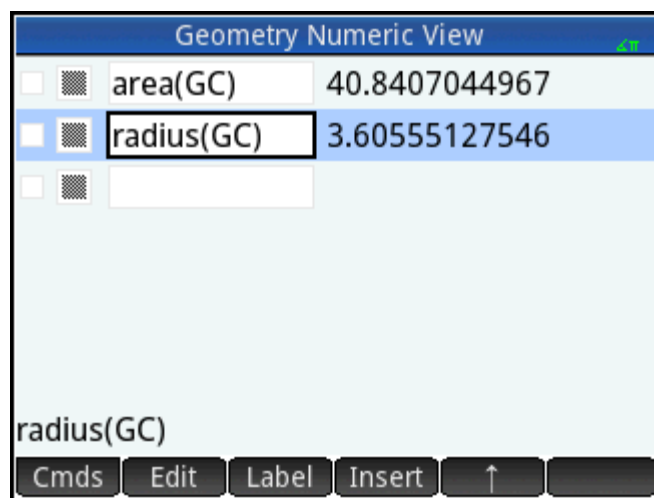 Geometry Numeric View
∡π
area(GC) 40.8407044967
radius(GC) 3.60555127546
radius(GC)
Cmds Edit Label Insert ↑